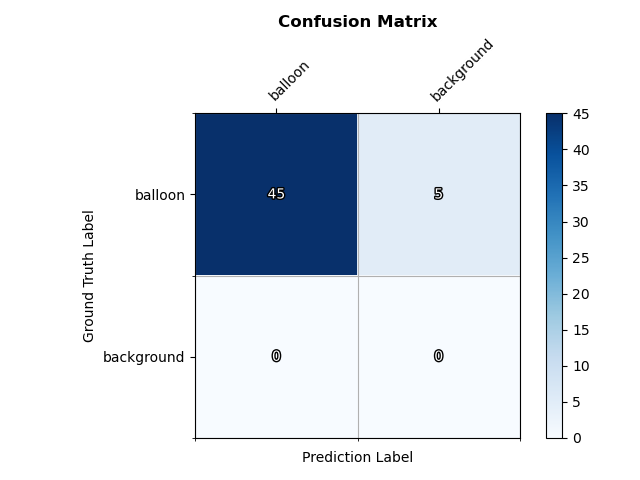 Confusion Matrix
balloon
background
45
40
35
30
25
20
15
10
5
0
balloon
45
5
background
0
0
Ground Truth Label
Prediction Label